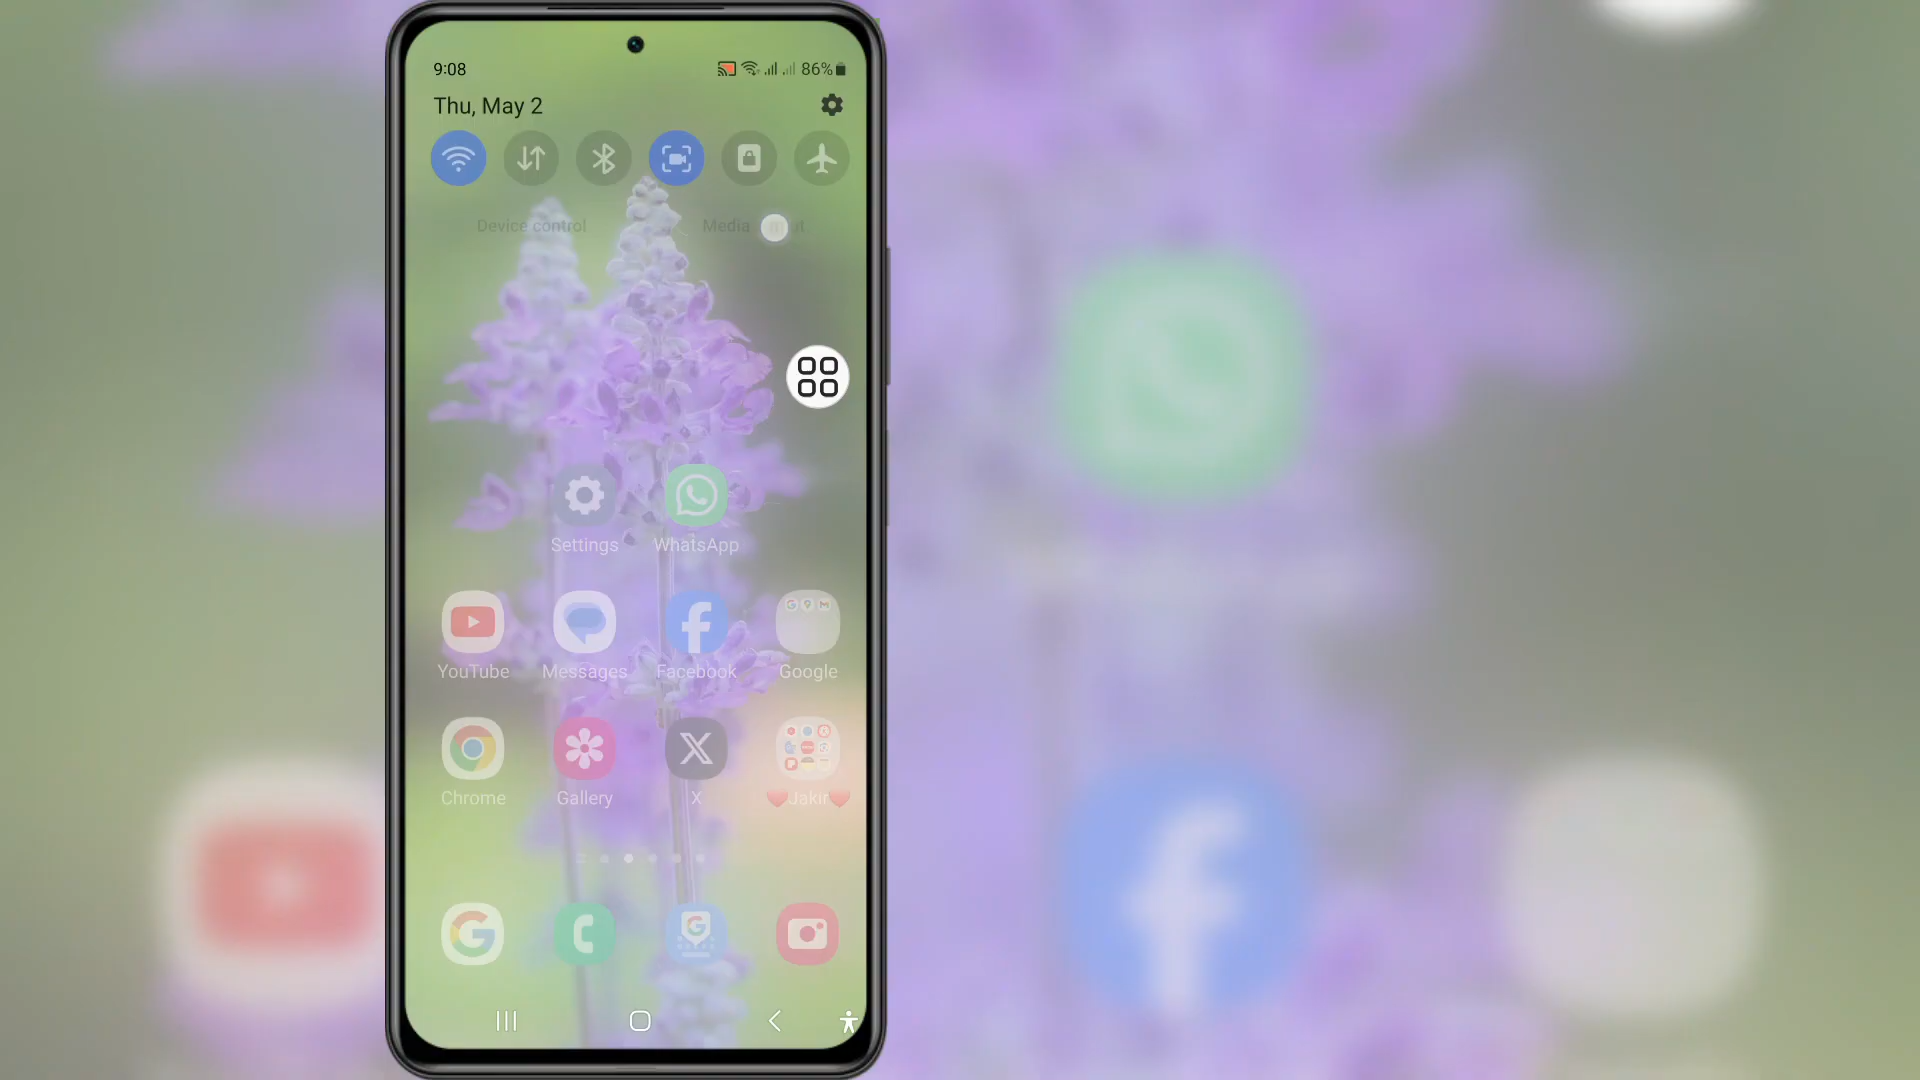 9:08 86%
Thu, May 2
Device control Media
Settings WhatsApp
YouTube Messages Facebook Google
Chrome Gallery X ❤️Jakir❤️